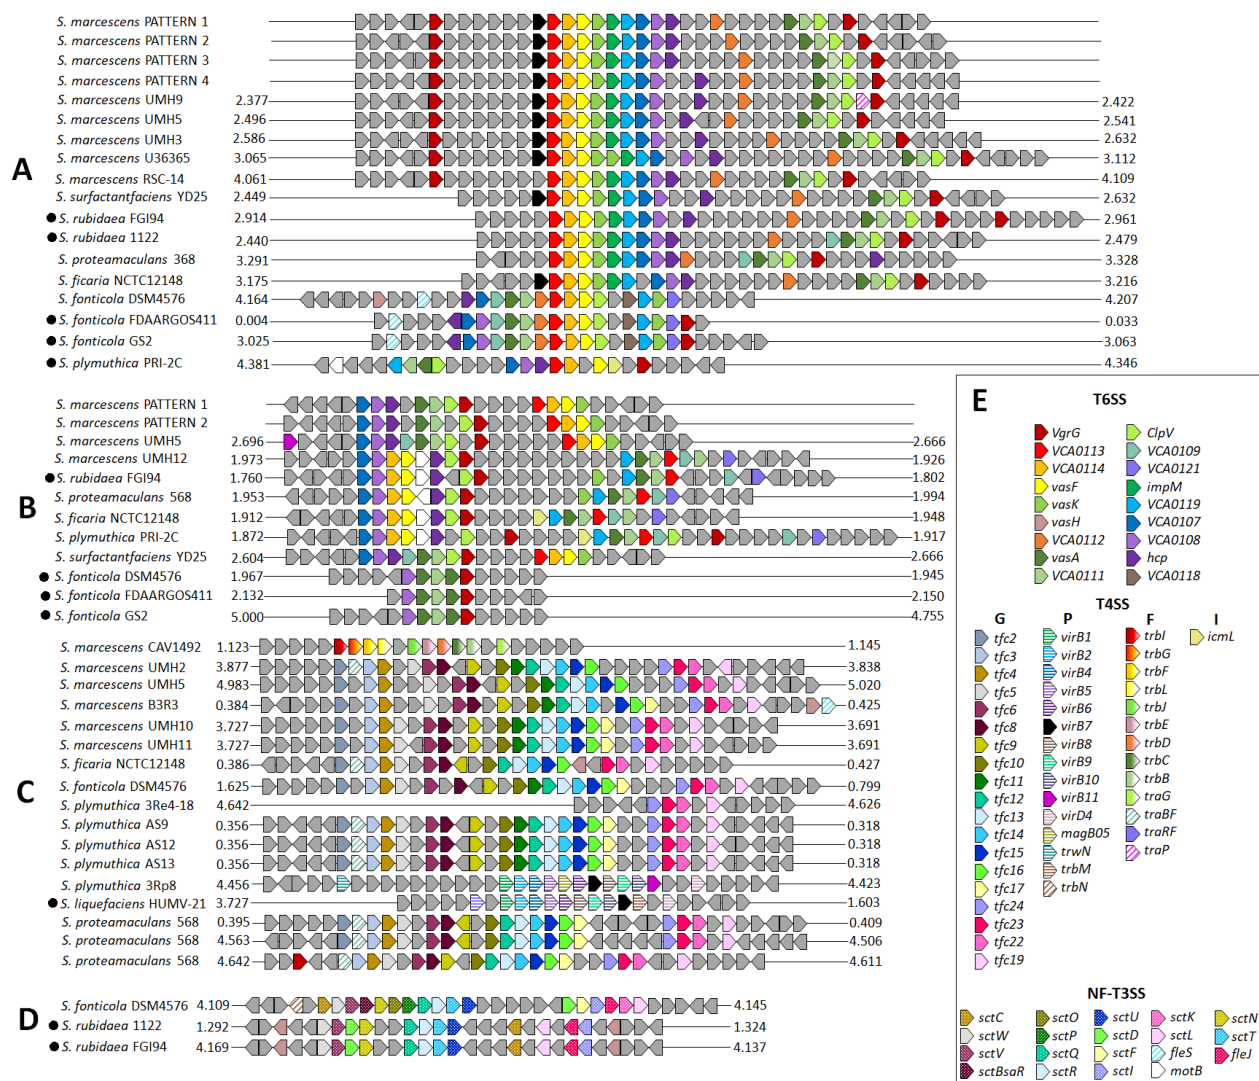 A
S. marcescens PATTERN 1
S. marcescens PATTERN 2
S. marcescens PATTERN 3
S. marcescens PATTERN 4
S. marcescens UMH9 2.377 2.422
S. marcescens UMH5 2.496 2.541
S. marcescens UMH3 2.586 2.632
S. marcescens U36365 3.065 3.112
S. marcescens RSC-14 4.061 4.109
S. surfactantfaciens YD25 2.449 2.632
S. rubidaea FGI94 2.914 2.961
S. rubidaea 1122 2.440 2.479
S. proteamaculans 368 3.291 3.328
S. ficaria NCTC12148 3.175 3.216
S. fonticola DSM4576 4.164 4.207
S. fonticola FDAARGOS411 0.004 0.033
S. fonticola GS2 3.025 3.063
S. plymuthica PRI-2C 4.381 4.346
B
S. marcescens PATTERN 1
S. marcescens PATTERN 2
S. marcescens UMH5 2.696 2.666
S. marcescens UMH12 1.973 1.926
S. rubidaea FGI94 1.760 1.802
S. proteamaculans 568 1.953 1.994
S. ficaria NCTC12148 1.912 1.948
S. plymuthica PRI-2C 1.872 1.917
S. surfactantfaciens YD25 2.604 2.666
S. fonticola DSM4576 1.967 1.945
S. fonticola FDAARGOS411 2.132 2.150
S. fonticola GS2 5.000 4.755
C
S. marcescens CAV1492 1.123 1.145
S. marcescens UMH2 3.877 3.838
S. marcescens UMH5 4.983 5.020
S. marcescens B3R3 0.384 0.425
S. marcescens UMH10 3.727 3.691
S. marcescens UMH11 3.727 3.691
S. ficaria NCTC12148 0.386 0.427
S. fonticola DSM4576 1.625 0.799
S. plymuthica 3Re4-18 4.642 4.626
S. plymuthica AS9 0.356 0.318
S. plymuthica AS12 0.356 0.318
S. plymuthica AS13 0.356 0.318
S. plymuthica 3Rp8 4.456 4.423
S. liquefaciens HUMV-21 3.727 1.603
S. proteamaculans 568 0.395 0.409
S. proteamaculans 568 4.563 4.506
S. proteamaculans 568 4.642 4.611
D
S. fonticola DSM4576 4.109 4.145
S. rubidaea 1122 1.292 1.324
S. rubidaea FGI94 4.169 4.137
E
T6SS
VgrG ClpV
VCA0113 VCA0109
VCA0114 VCA0121
vasF impM
vasK VCA0119
vasH VCA0107
VCA0112 VCA0108
vasA hcp
VCA0111 VCA0118
T4SS
G P F I
tfc2 virB1 trbI icmL
tfc3 virB2 trbG
tfc4 virB4 trbF
tfc5 virB5 trbL
tfc6 virB6 trbJ
tfc8 virB7 trbE
tfc9 virB8 trbD
tfc10 virB9 trbC
tfc11 virB10 trbB
tfc12 virB11 traG
tfc13 virD4 traBF
tfc14 magB05 traRF
tfc15 trwN traP
tfc16 trbM
tfc17 trbN
tfc24
tfc23
tfc22
tfc19
NF-T3SS
sctC sctO sctU sctK sctN
sctW sctP sctD sctL sctT
sctV sctQ sctF fleS fleJ
sctBsaR sctR sctI motB